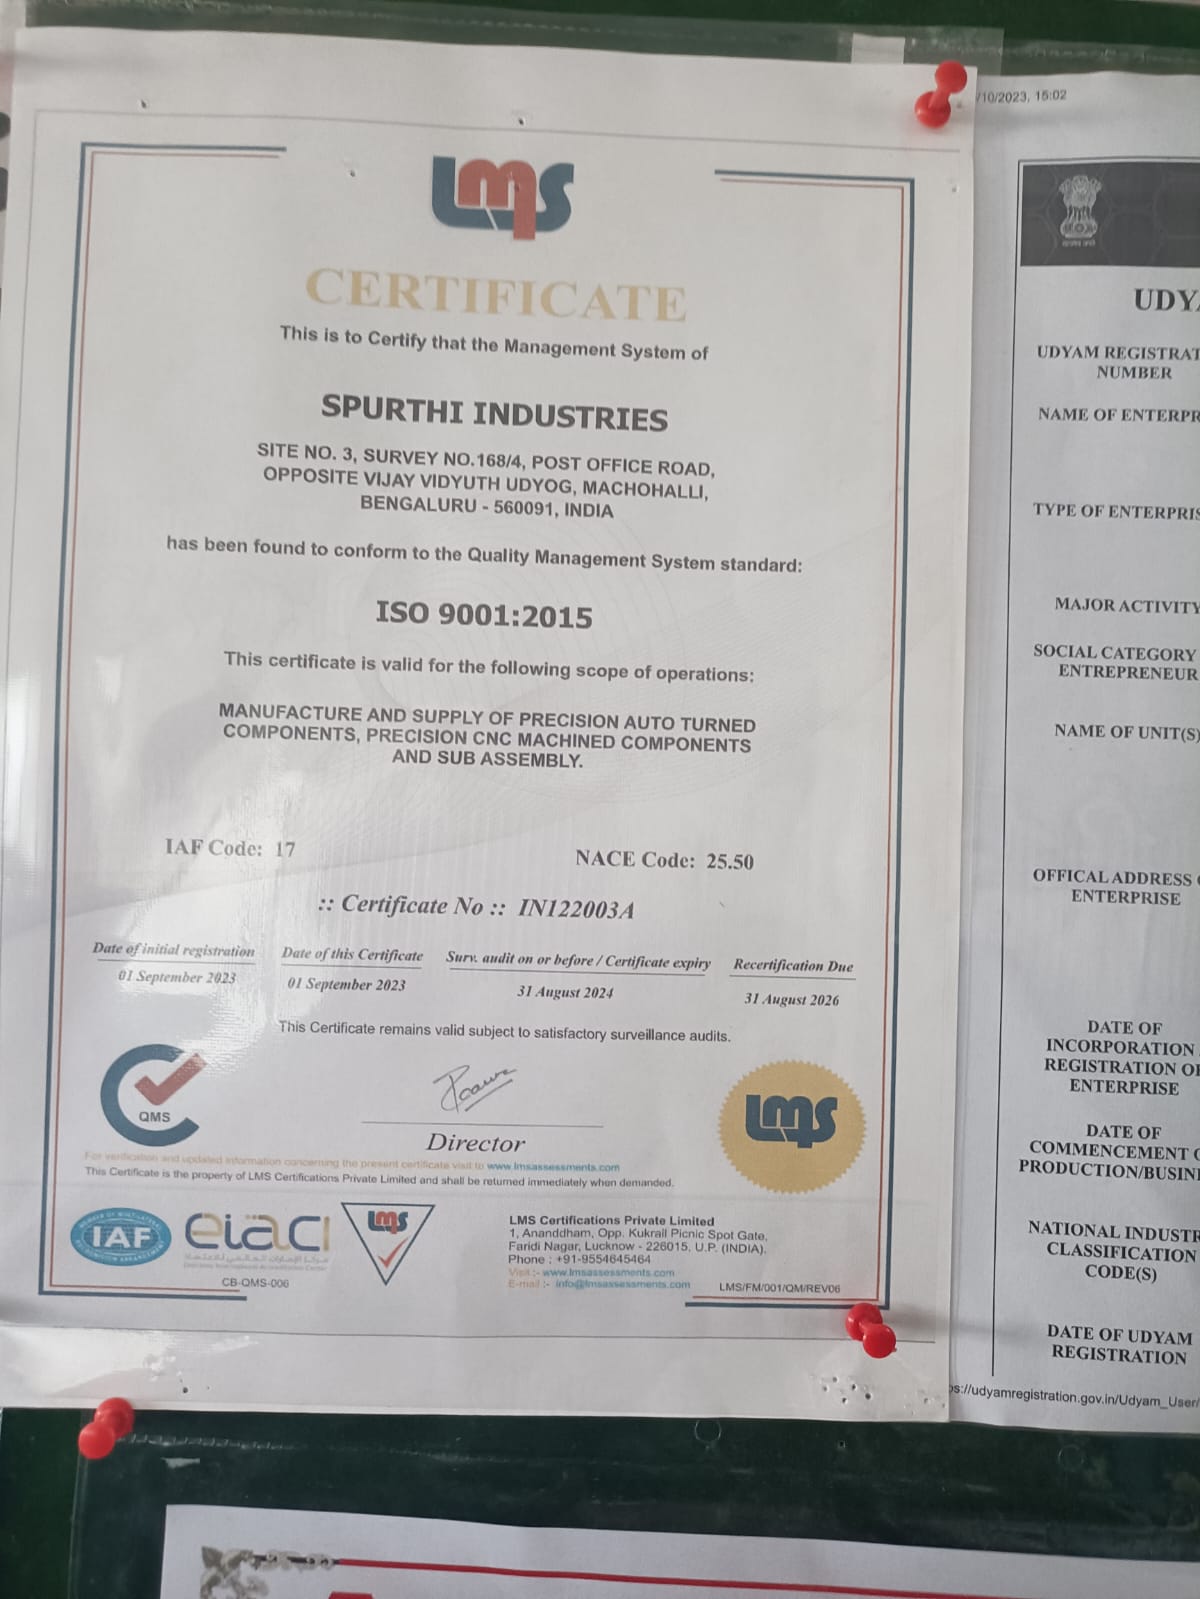 LMS
CERTIFICATE
This is to Certify that the Management System of
SPURTHI INDUSTRIES
SITE NO. 3, SURVEY NO.168/4, POST OFFICE ROAD,
OPPOSITE VIJAY VIDYUTH UDYOG, MACHOHALLI,
BENGALURU - 560091, INDIA
has been found to conform to the Quality Management System standard:
ISO 9001:2015
This certificate is valid for the following scope of operations:
MANUFACTURE AND SUPPLY OF PRECISION AUTO TURNED
COMPONENTS, PRECISION CNC MACHINED COMPONENTS
AND SUB ASSEMBLY.
IAF Code: 17
NACE Code: 25.50
:: Certificate No :: IN122003A
Date of initial registration
01 September 2023
Date of this Certificate
01 September 2023
Surv. audit on or before / Certificate expiry
31 August 2024
Recertification Due
31 August 2026
This Certificate remains valid subject to satisfactory surveillance audits.
QMS
Director
LMS
For verification and updated information concerning the present certificate visit to www.lmsassessments.com
This Certificate is the property of LMS Certifications Private Limited and shall be returned immediately when demanded.
IAF
eiaci
CB-QMS-006
LMS
LMS Certifications Private Limited
1, Ananddham, Opp. Kukrail Picnic Spot Gate,
Faridi Nagar, Lucknow - 226015, U.P. (INDIA).
Phone : +91-9554645464
Visit :- www.lmsassessments.com
E-mail :- info@lmsassessments.com
LMS/FM/001/QM/REV06
/10/2023, 15:02
UDYA
UDYAM REGISTRAT
NUMBER
NAME OF ENTERPR
TYPE OF ENTERPRIS
MAJOR ACTIVITY
SOCIAL CATEGORY
ENTREPRENEUR
NAME OF UNIT(S)
OFFICAL ADDRESS O
ENTERPRISE
DATE OF
INCORPORATION
REGISTRATION OF
ENTERPRISE
DATE OF
COMMENCEMENT O
PRODUCTION/BUSINE
NATIONAL INDUSTR
CLASSIFICATION
CODE(S)
DATE OF UDYAM
REGISTRATION
ps://udyamregistration.gov.in/Udyam_User/